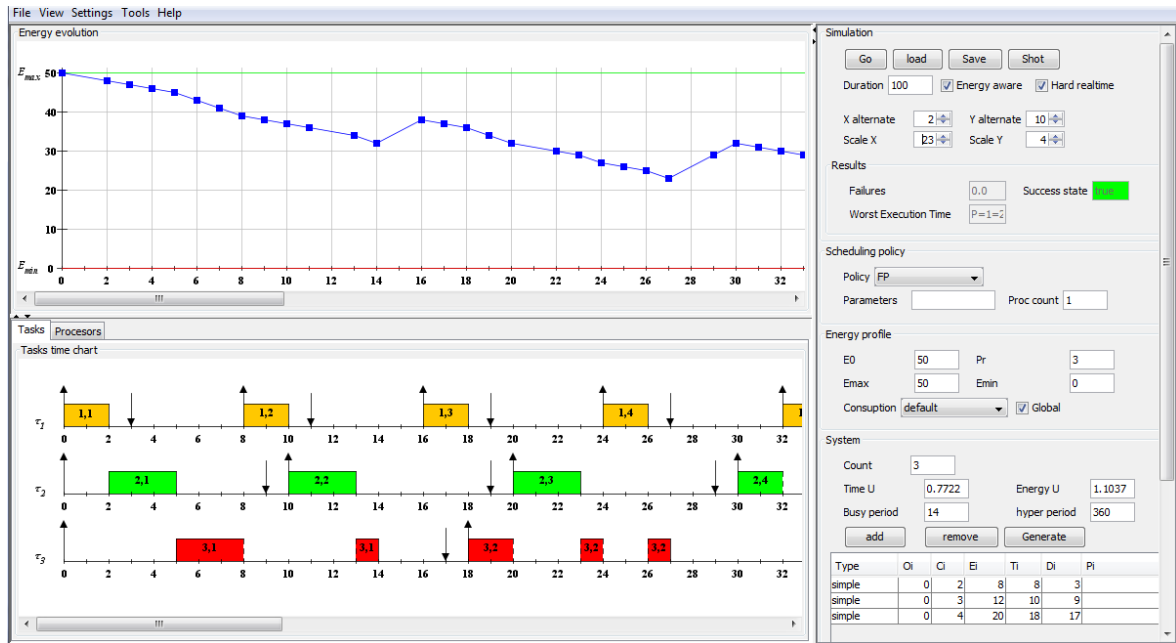 File View Settings Tools Help
Energy evolution
Emax 50
40
30
20
10
Emin 0
0 2 4 6 8 10 12 14 16 18 20 22 24 26 28 30 32
Tasks Procesors
Tasks time chart
1,1 1,2 1,3 1,4 1
τ1
0 2 4 6 8 10 12 14 16 18 20 22 24 26 28 30 32
2,1 2,2 2,3 2,4
τ2
0 2 4 6 8 10 12 14 16 18 20 22 24 26 28 30 32
3,1 3,1 3,2 3,2 3,2
τ3
0 2 4 6 8 10 12 14 16 18 20 22 24 26 28 30 32
Simulation
Go load Save Shot
Duration 100 Energy aware Hard realtime
X alternate 2 Y alternate 10
Scale X 23 Scale Y 4
Results
Failures 0.0 Success state true
Worst Execution Time P=1=2
Scheduling policy
Policy FP
Parameters Proc count 1
Energy profile
E0 50 Pr 3
Emax 50 Emin 0
Consuption default Global
System
Count 3
Time U 0.7722 Energy U 1.1037
Busy period 14 hyper period 360
add remove Generate
Type Oi Ci Ei Ti Di Pi
simple 0 2 8 8 3
simple 0 3 12 10 9
simple 0 4 20 18 17